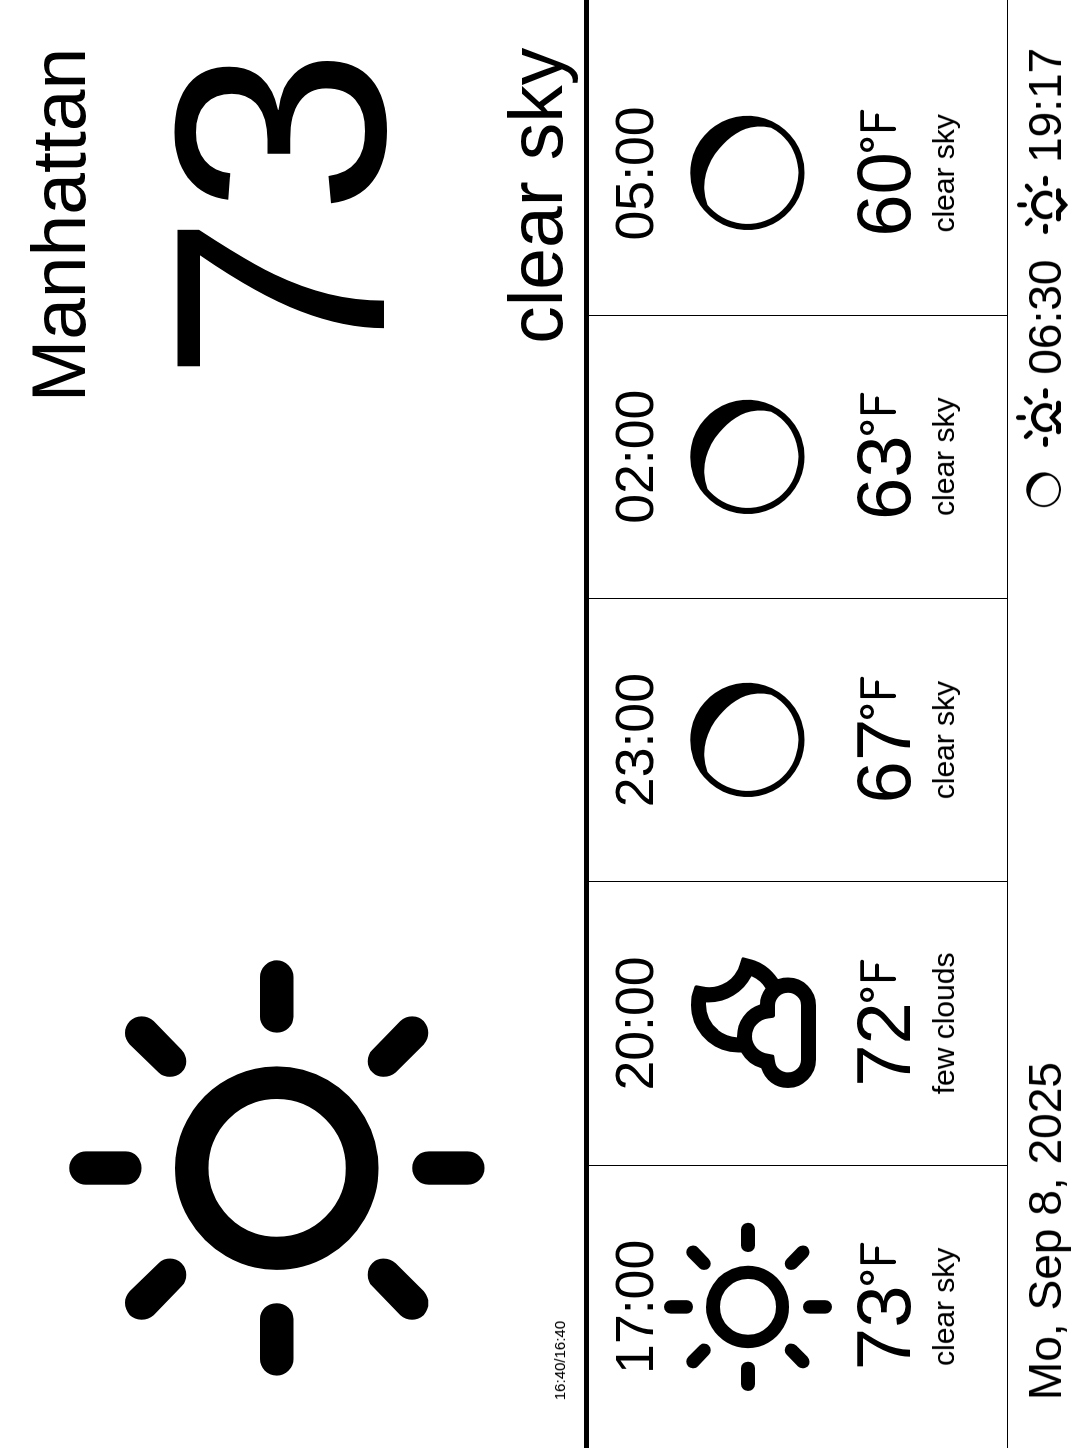 Manhattan
73
clear sky
16:40/16:40
17:00
73°F
clear sky
20:00
72°F
few clouds
23:00
67°F
clear sky
02:00
63°F
clear sky
05:00
60°F
clear sky
Mo, Sep 8, 2025
06:30
19:17